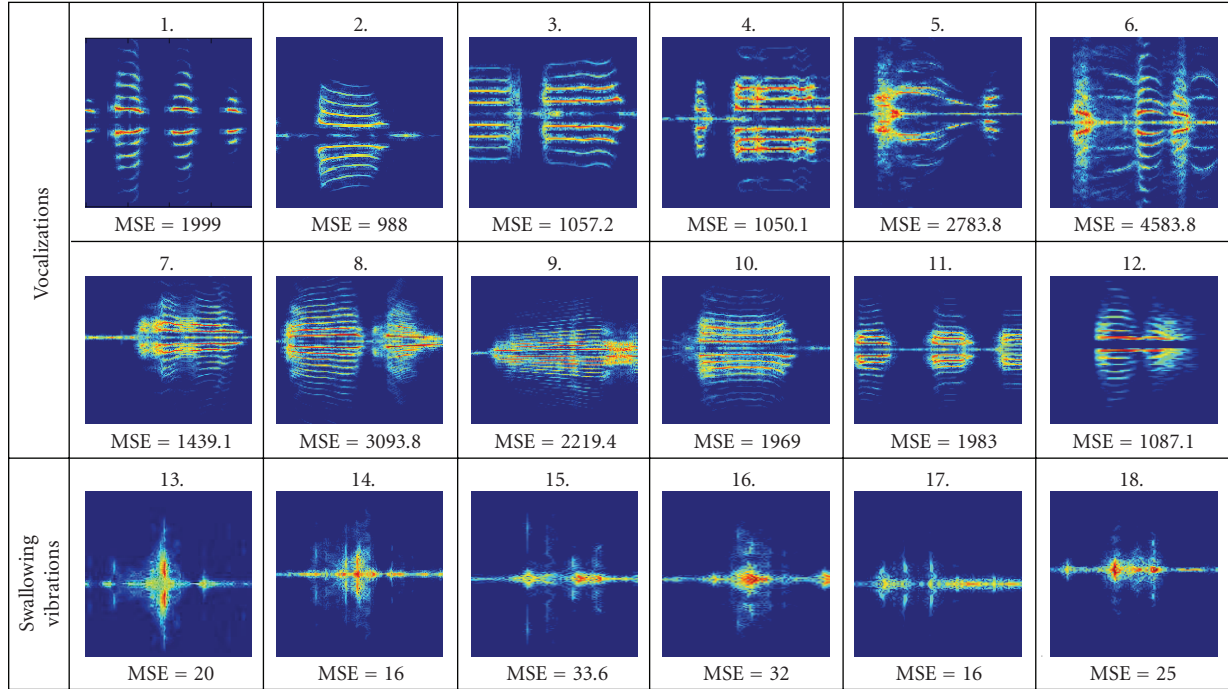 Vocalizations
1. 2. 3. 4. 5. 6.
MSE = 1999 MSE = 988 MSE = 1057.2 MSE = 1050.1 MSE = 2783.8 MSE = 4583.8
7. 8. 9. 10. 11. 12.
MSE = 1439.1 MSE = 3093.8 MSE = 2219.4 MSE = 1969 MSE = 1983 MSE = 1087.1
Swallowing
vibrations
13. 14. 15. 16. 17. 18.
MSE = 20 MSE = 16 MSE = 33.6 MSE = 32 MSE = 16 MSE = 25